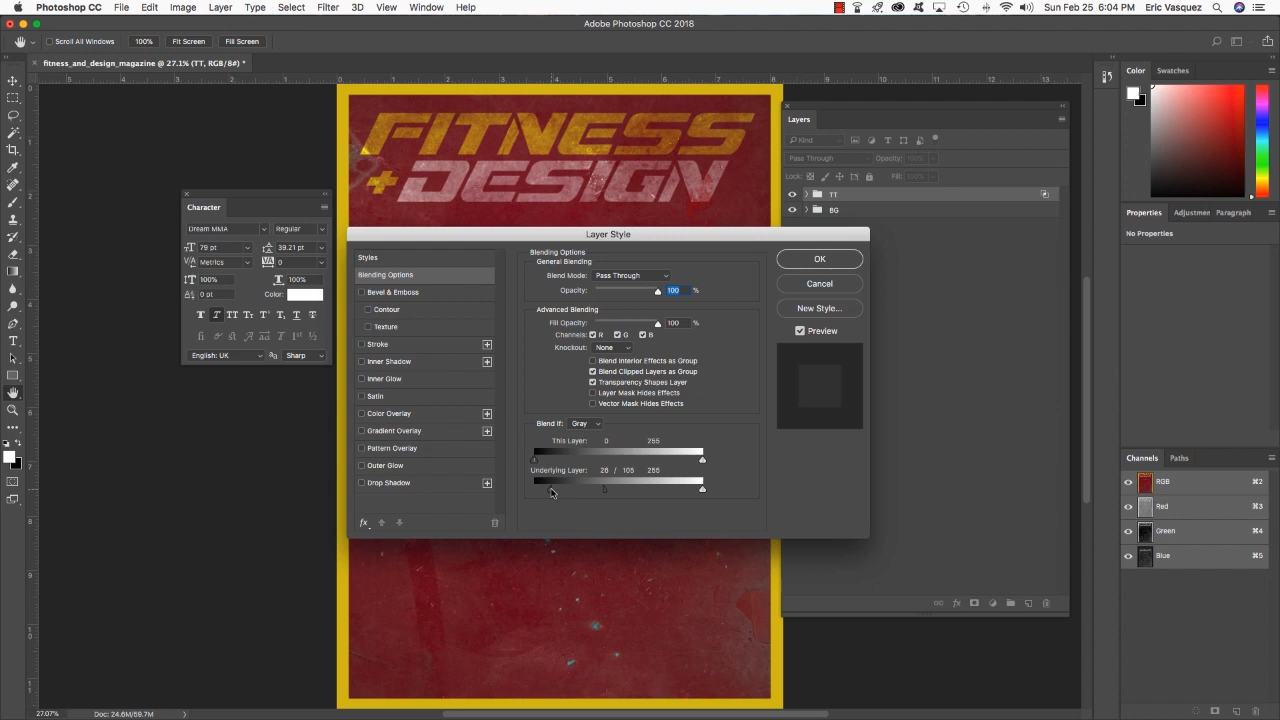 Photoshop CC File Edit Image Layer Type Select Filter 3D View Window Help Sun Feb 25 6:04 PM Eric Vasquez
Adobe Photoshop CC 2018
Scroll All Windows 100% Fit Screen Fill Screen
fitness_and_design_magazine @ 27.1% (TT, RGB/8#) *
FITNESS
+DESIGN
Character
Dream MMA Regular
79 pt 39.21 pt
Metrics 0
100% 100%
0 pt Color:
English: UK Sharp
Layer Style
Styles
Blending Options
Bevel & Emboss
Contour
Texture
Stroke
Inner Shadow
Inner Glow
Satin
Color Overlay
Gradient Overlay
Pattern Overlay
Outer Glow
Drop Shadow
fx
Blending Options
General Blending
Blend Mode: Pass Through
Opacity: 100 %
Advanced Blending
Fill Opacity: 100 %
Channels: R G B
Knockout: None
Blend Interior Effects as Group
Blend Clipped Layers as Group
Transparency Shapes Layer
Layer Mask Hides Effects
Vector Mask Hides Effects
Blend If: Gray
This Layer: 0 255
Underlying Layer: 26 / 105 255
OK
Cancel
New Style...
Preview
Layers
Kind
Pass Through Opacity: 100%
Lock: Fill: 100%
TT
BG
Color Swatches
Properties Adjustmen Paragraph
No Properties
Channels Paths
RGB ⌘2
Red ⌘3
Green ⌘4
Blue ⌘5
27.07% Doc: 24.6M/59.7M